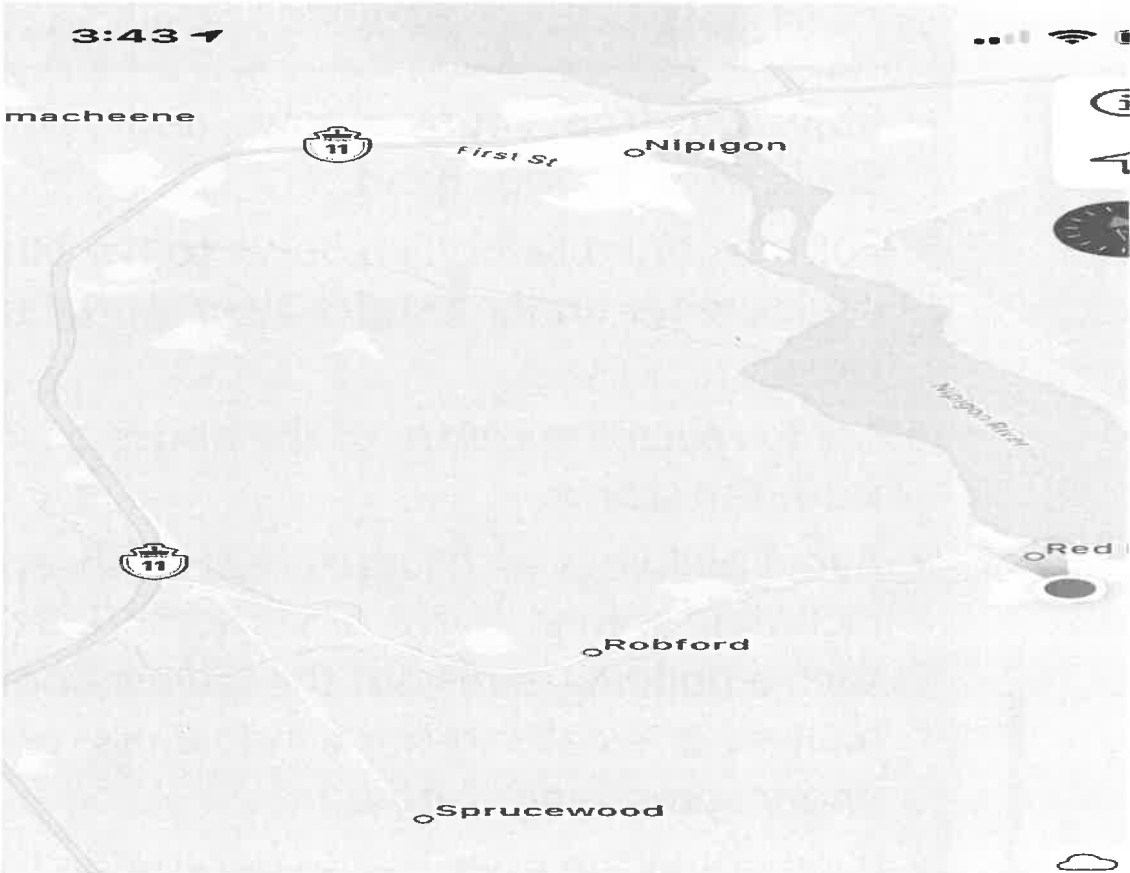 3:43
macheene
11
First St
Nipigon
Nipigon River
11
Red
Robford
Sprucewood